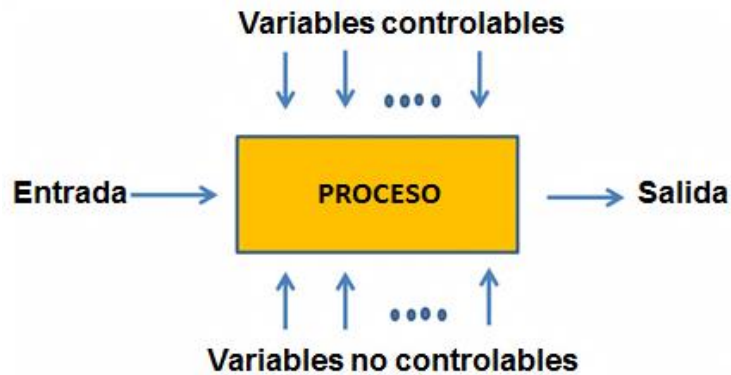 Variables controlables
Entrada
PROCESO
Salida
Variables no controlables